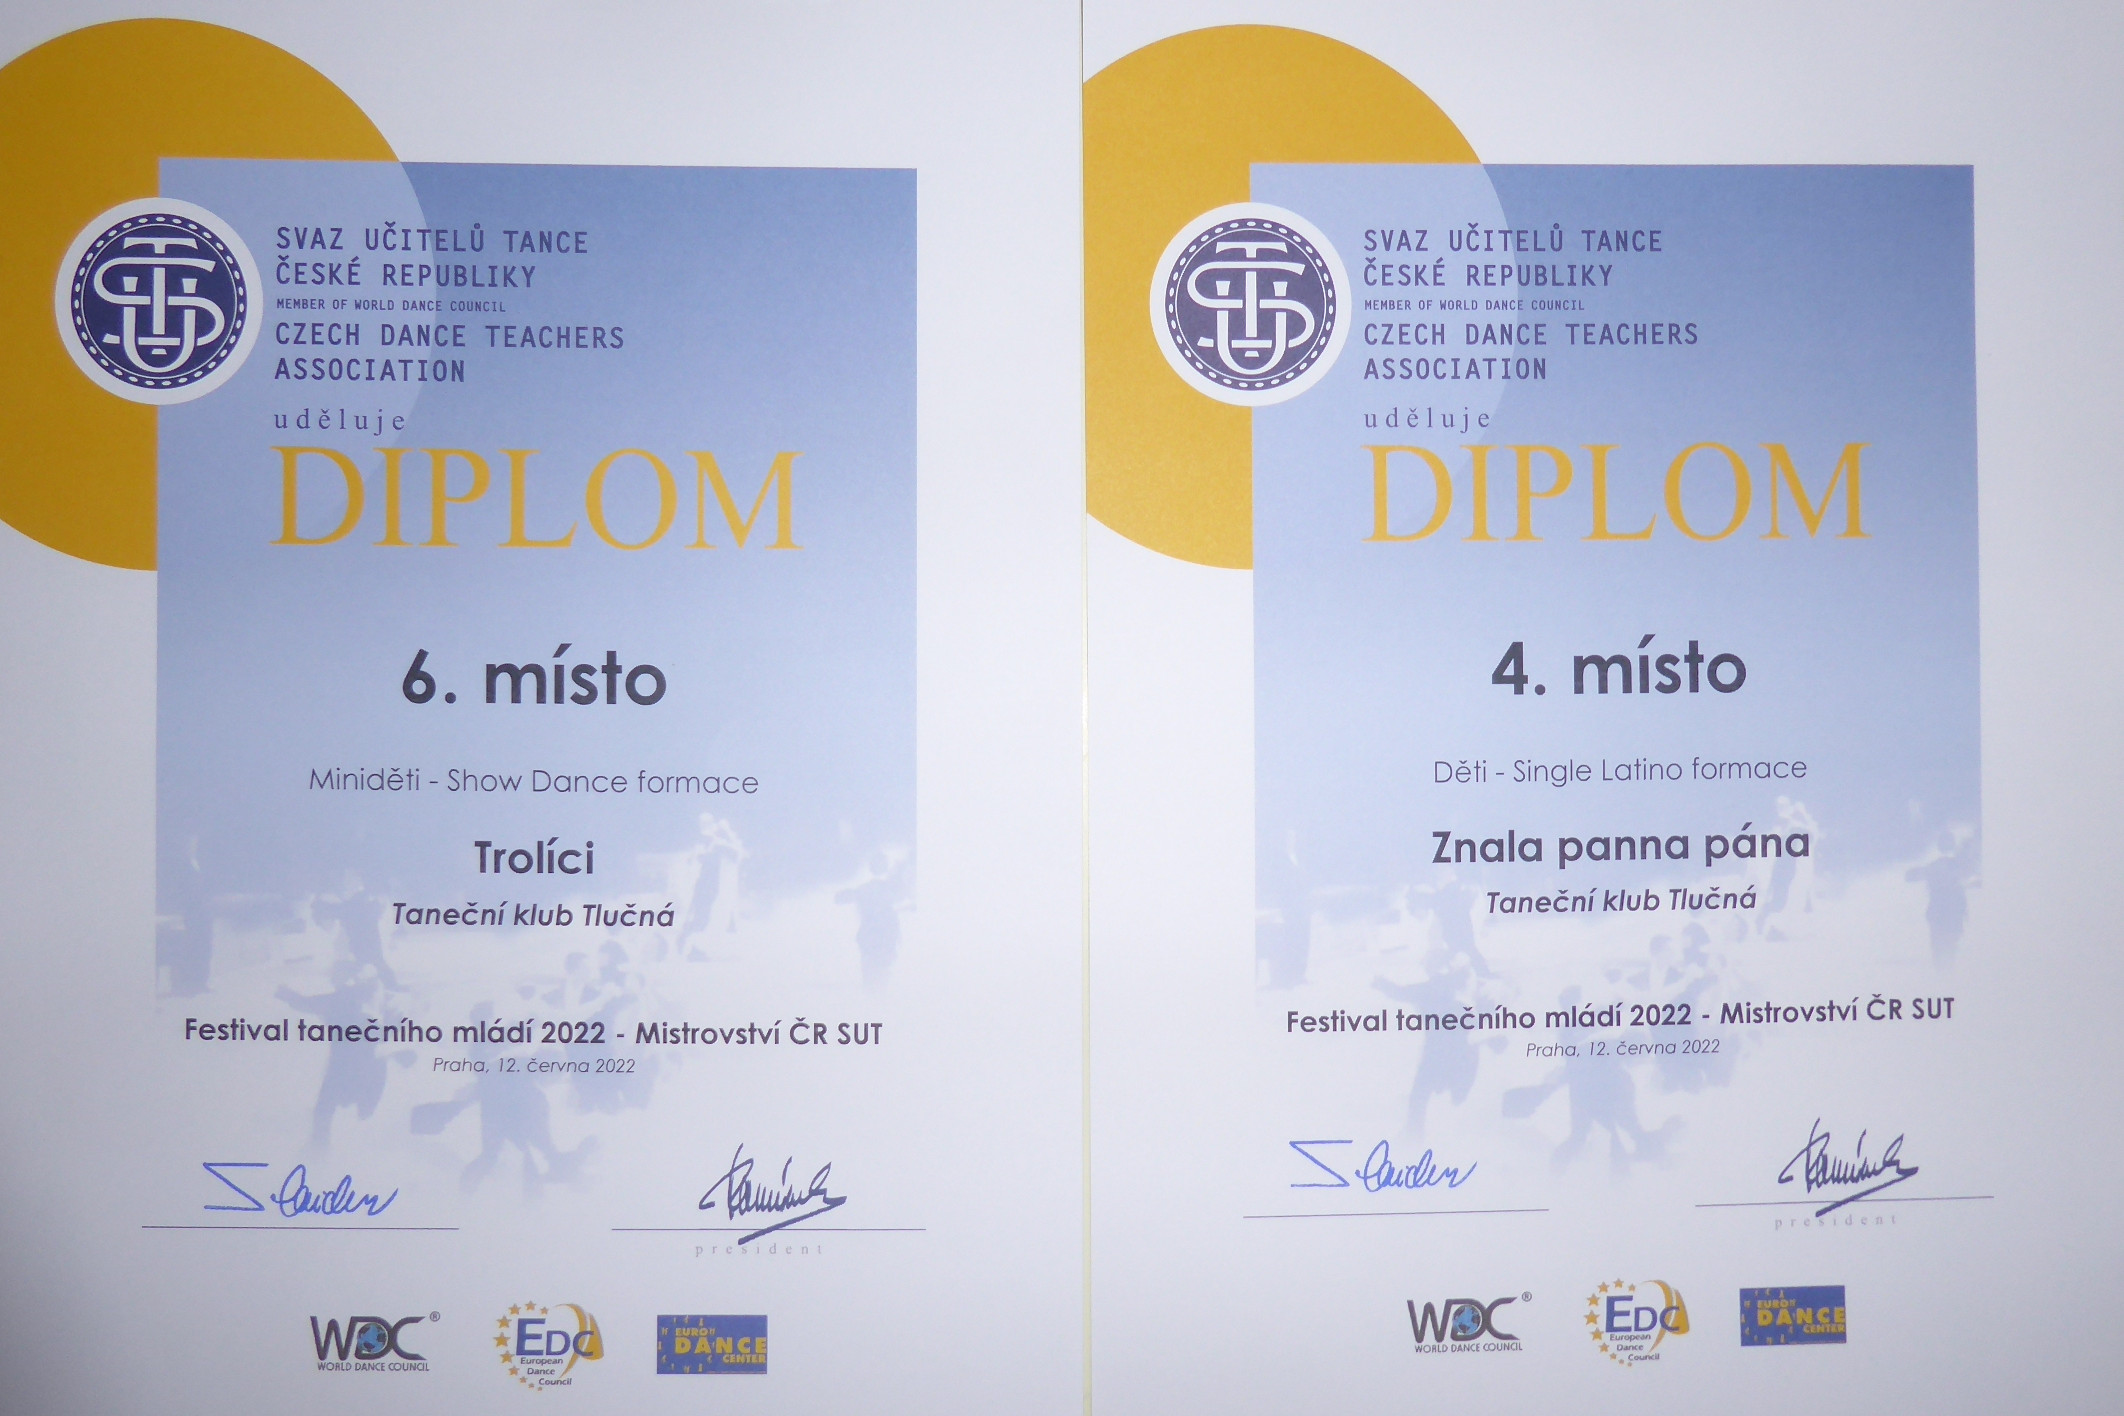 SVAZ UČITELŮ TANCE
ČESKÉ REPUBLIKY
MEMBER OF WORLD DANCE COUNCIL
CZECH DANCE TEACHERS
ASSOCIATION
uděluje
DIPLOM
6. místo
Miniděti - Show Dance formace
Trolíci
Taneční klub Tlučná
Festival tanečního mládí 2022 - Mistrovství ČR SUT
Praha, 12. června 2022
president
WDC ®
WORLD DANCE COUNCIL
EDC
European
Dance
Council
EURO
DANCE
CENTER
SVAZ UČITELŮ TANCE
ČESKÉ REPUBLIKY
MEMBER OF WORLD DANCE COUNCIL
CZECH DANCE TEACHERS
ASSOCIATION
uděluje
DIPLOM
4. místo
Děti - Single Latino formace
Znala panna pána
Taneční klub Tlučná
Festival tanečního mládí 2022 - Mistrovství ČR SUT
Praha, 12. června 2022
president
WDC ®
WORLD DANCE COUNCIL
EDC
European
Dance
Council
EURO
DANCE
CENTER